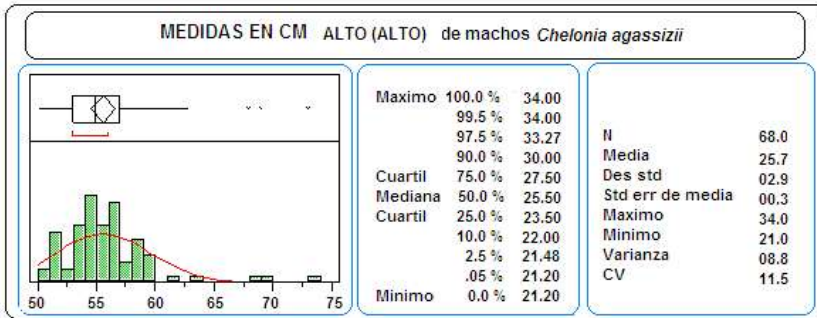 MEDIDAS EN CM ALTO (ALTO) de machos Chelonia agassizii
50 55 60 65 70 75
Maximo 100.0 % 34.00
99.5 % 34.00
97.5 % 33.27
90.0 % 30.00
Cuartil 75.0 % 27.50
Mediana 50.0 % 25.50
Cuartil 25.0 % 23.50
10.0 % 22.00
2.5 % 21.48
.05 % 21.20
Minimo 0.0 % 21.20
N 68.0
Media 25.7
Des std 02.9
Std err de media 00.3
Maximo 34.0
Minimo 21.0
Varianza 08.8
CV 11.5